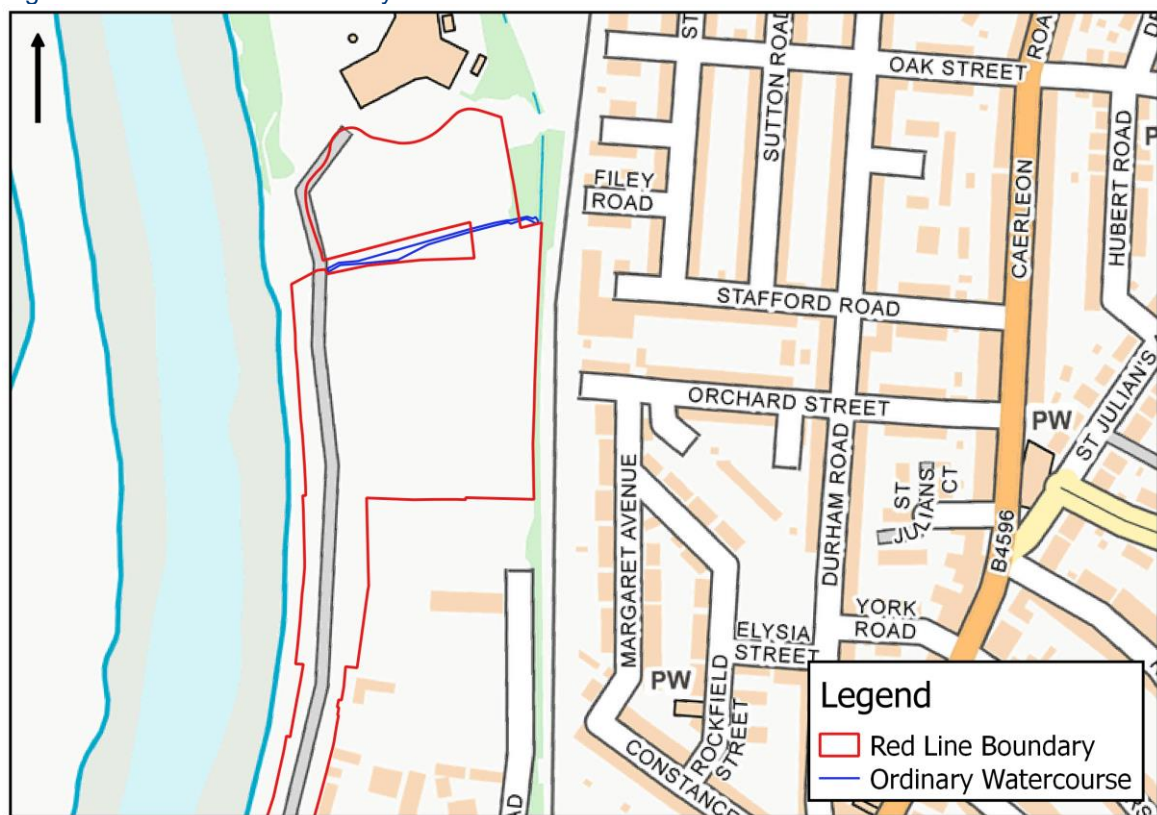 OAK STREET
SUTTON ROAD
ST
ROAD
CAERLEON
HUBERT ROAD
P
FILEY
ROAD
STAFFORD ROAD
ORCHARD STREET
PW
ST JULIAN'S
MARGARET AVENUE
DURHAM ROAD
ST
JULIANS
CT
B4596
YORK
ROAD
ELYSIA
STREET
PW
ROCKFIELD
STREET
CONSTANCE
AD
Legend
Red Line Boundary
Ordinary Watercourse